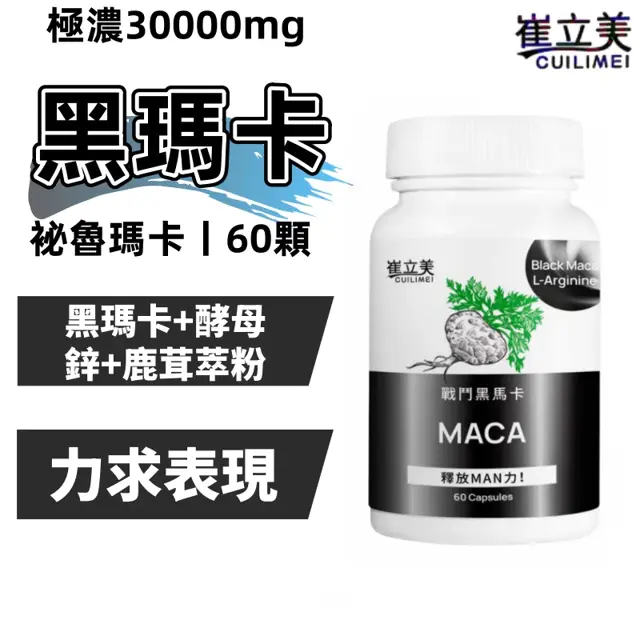 極濃30000mg
崔立美
CUILIMEI
黑瑪卡
祕魯瑪卡|60顆
黑瑪卡+酵母
鋅+鹿茸萃粉
力求表現
崔立美
CUILIMEI
Black Maca
L-Arginine
戰鬥黑馬卡
MACA
釋放MAN力!
60 Capsules